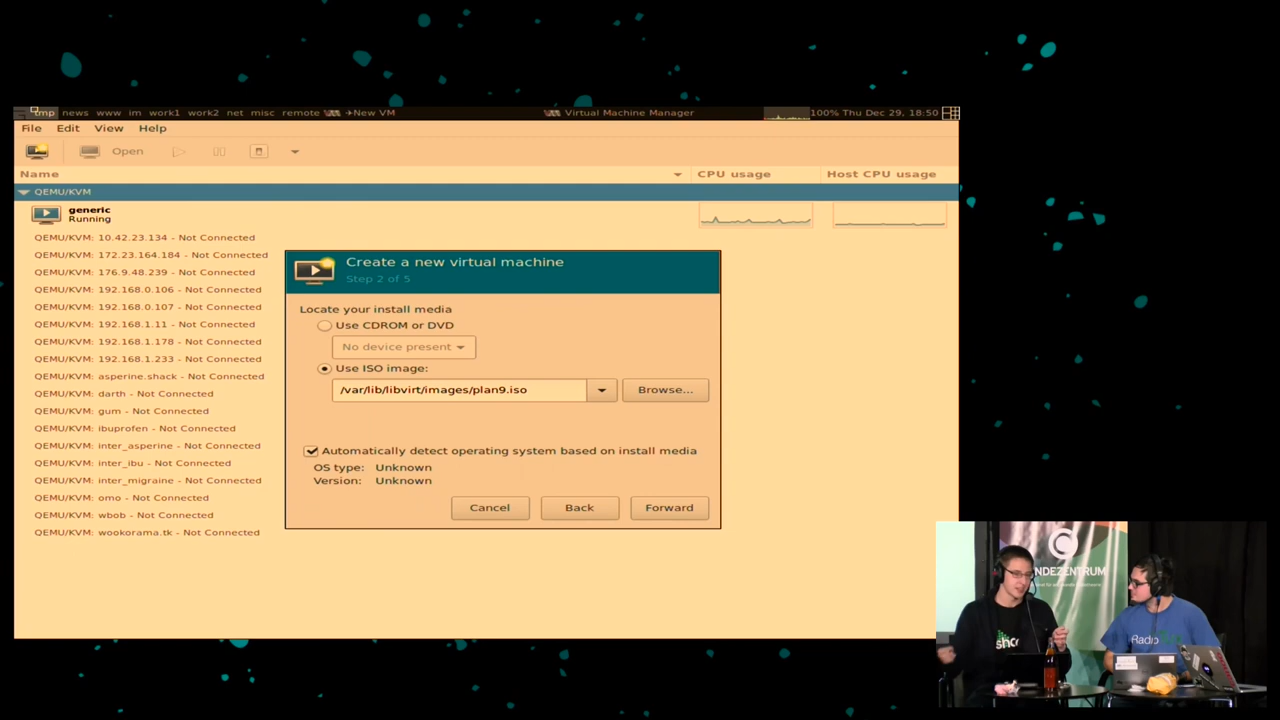 tmp news www im work1 work2 net misc remote New VM Virtual Machine Manager 100% Thu Dec 29, 18:50
File Edit View Help
Open
Name CPU usage Host CPU usage
QEMU/KVM
generic
Running
QEMU/KVM: 10.42.23.134 - Not Connected
QEMU/KVM: 172.23.164.184 - Not Connected
QEMU/KVM: 176.9.48.239 - Not Connected
QEMU/KVM: 192.168.0.106 - Not Connected
QEMU/KVM: 192.168.0.107 - Not Connected
QEMU/KVM: 192.168.1.11 - Not Connected
QEMU/KVM: 192.168.1.178 - Not Connected
QEMU/KVM: 192.168.1.233 - Not Connected
QEMU/KVM: asperine.shack - Not Connected
QEMU/KVM: darth - Not Connected
QEMU/KVM: gum - Not Connected
QEMU/KVM: ibuprofen - Not Connected
QEMU/KVM: inter_asperine - Not Connected
QEMU/KVM: inter_ibu - Not Connected
QEMU/KVM: inter_migraine - Not Connected
QEMU/KVM: omo - Not Connected
QEMU/KVM: wbob - Not Connected
QEMU/KVM: wookorama.tk - Not Connected
Create a new virtual machine
Step 2 of 5
Locate your install media
Use CDROM or DVD
No device present
Use ISO image:
/var/lib/libvirt/images/plan9.iso Browse...
Automatically detect operating system based on install media
OS type: Unknown
Version: Unknown
Cancel Back Forward
NDEZENTRUM
Radio